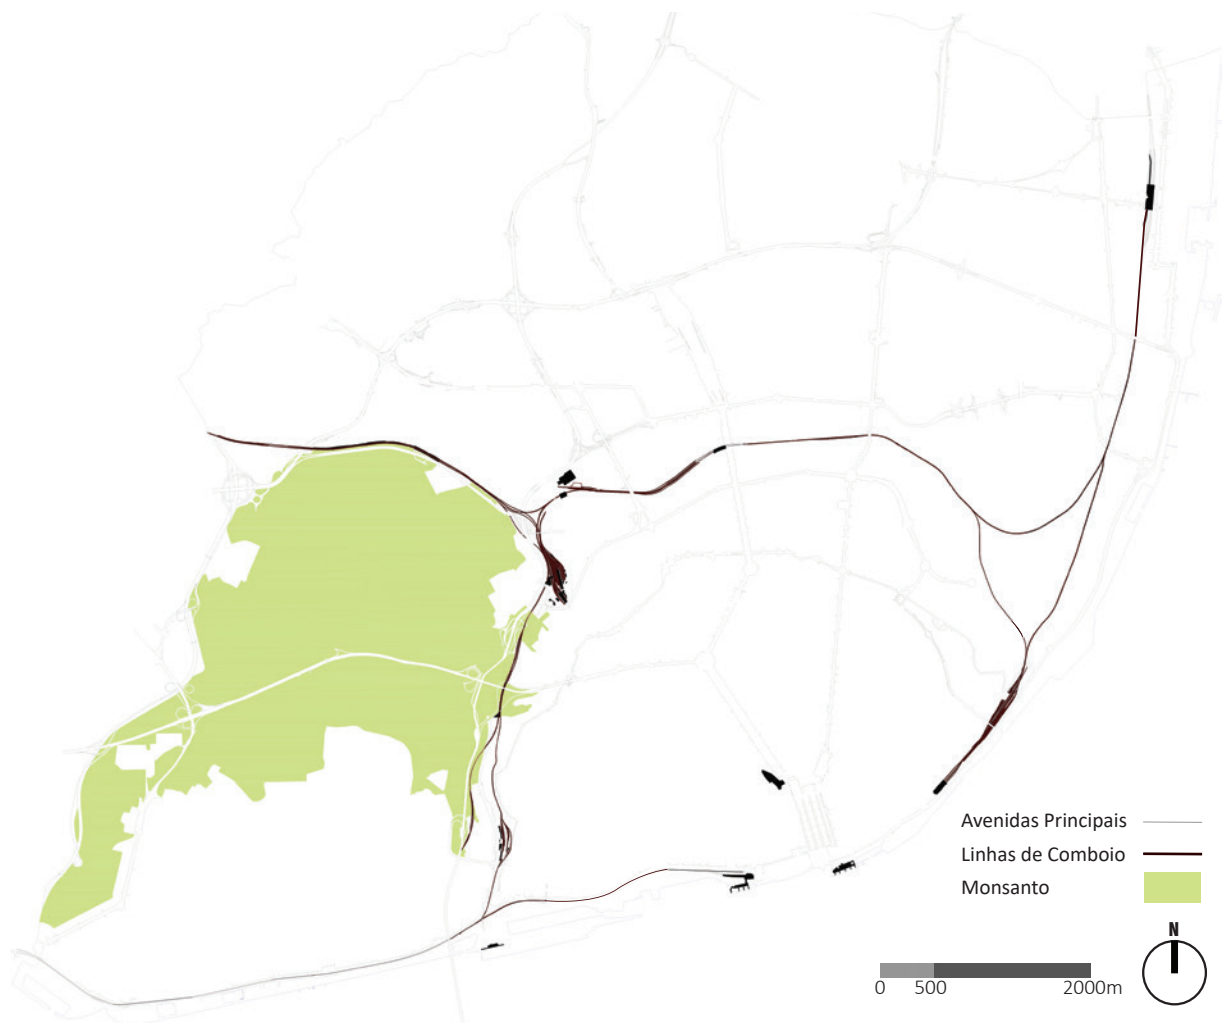 Avenidas Principais
Linhas de Comboio
Monsanto
N
0 500 2000m